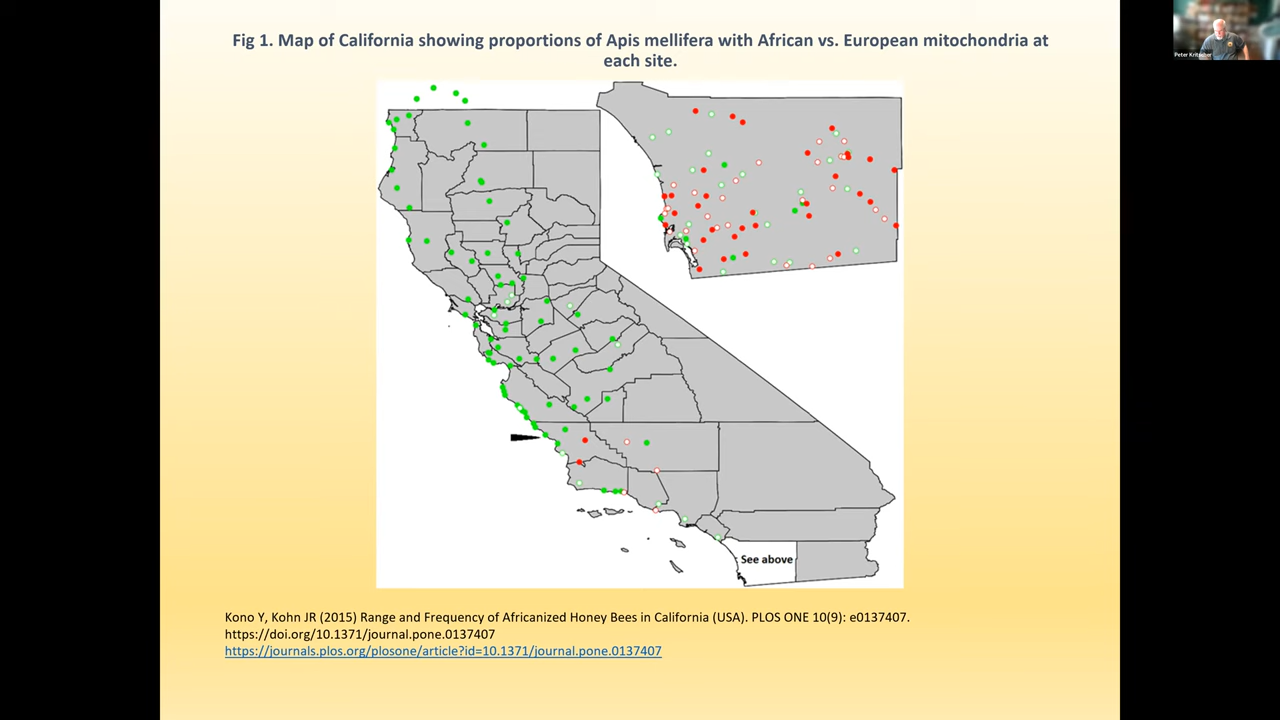 Fig 1. Map of California showing proportions of Apis mellifera with African vs. European mitochondria at
each site.
Peter Kritscher
See above
Kono Y, Kohn JR (2015) Range and Frequency of Africanized Honey Bees in California (USA). PLOS ONE 10(9): e0137407.
https://doi.org/10.1371/journal.pone.0137407
https://journals.plos.org/plosone/article?id=10.1371/journal.pone.0137407